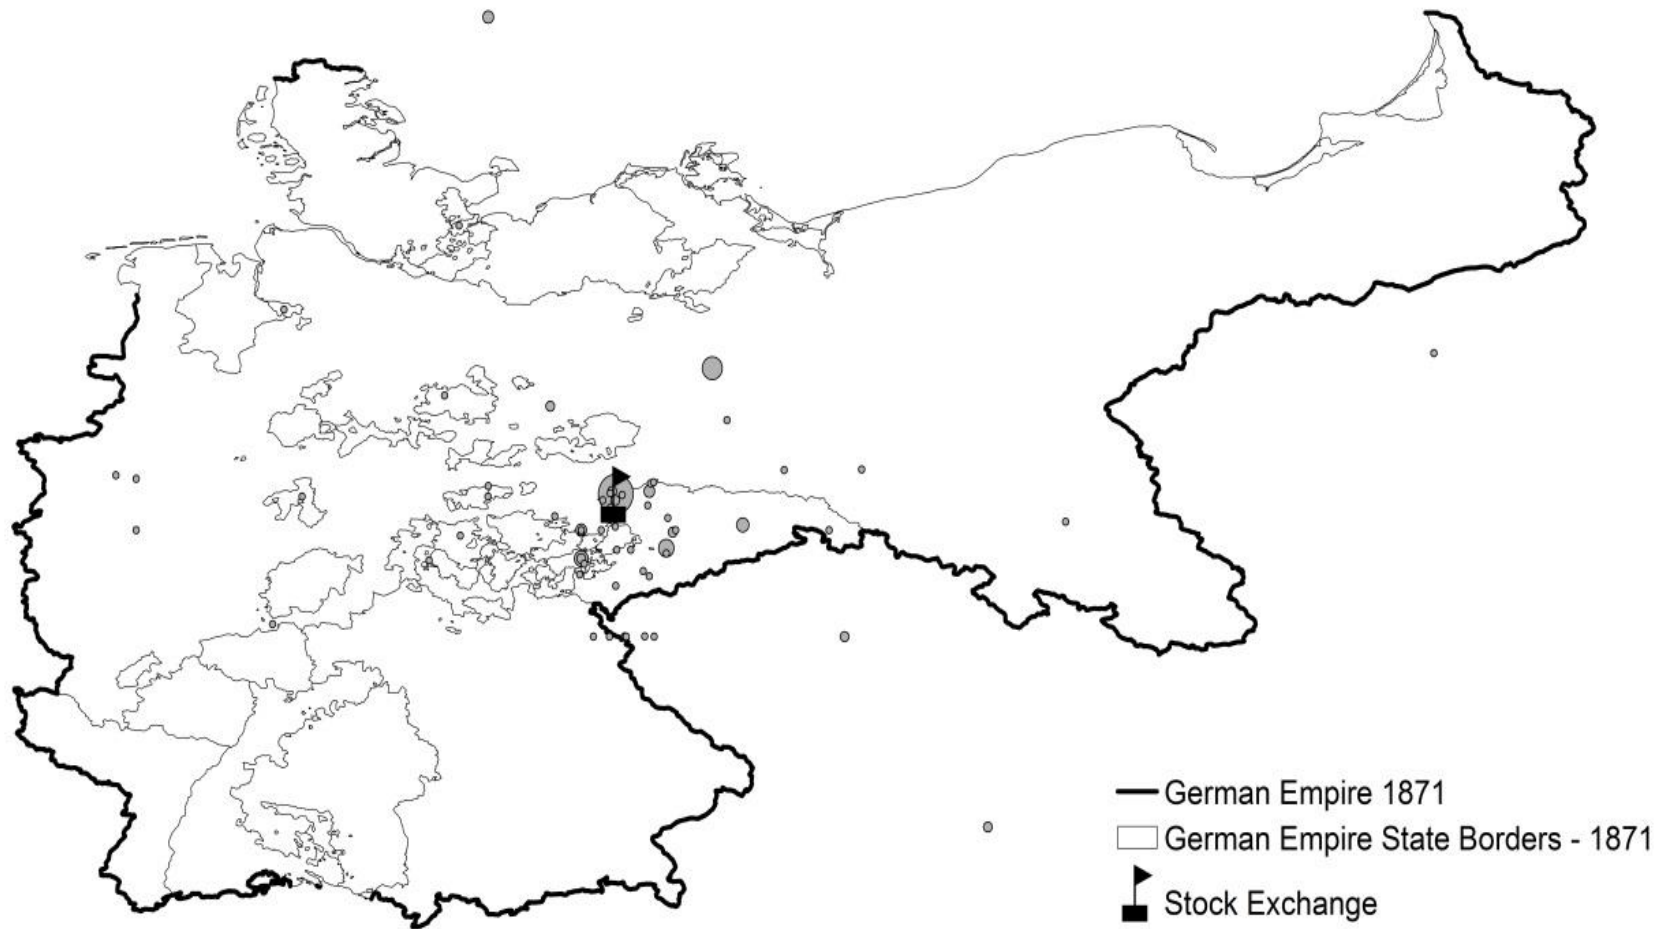 German Empire 1871
German Empire State Borders - 1871
Stock Exchange